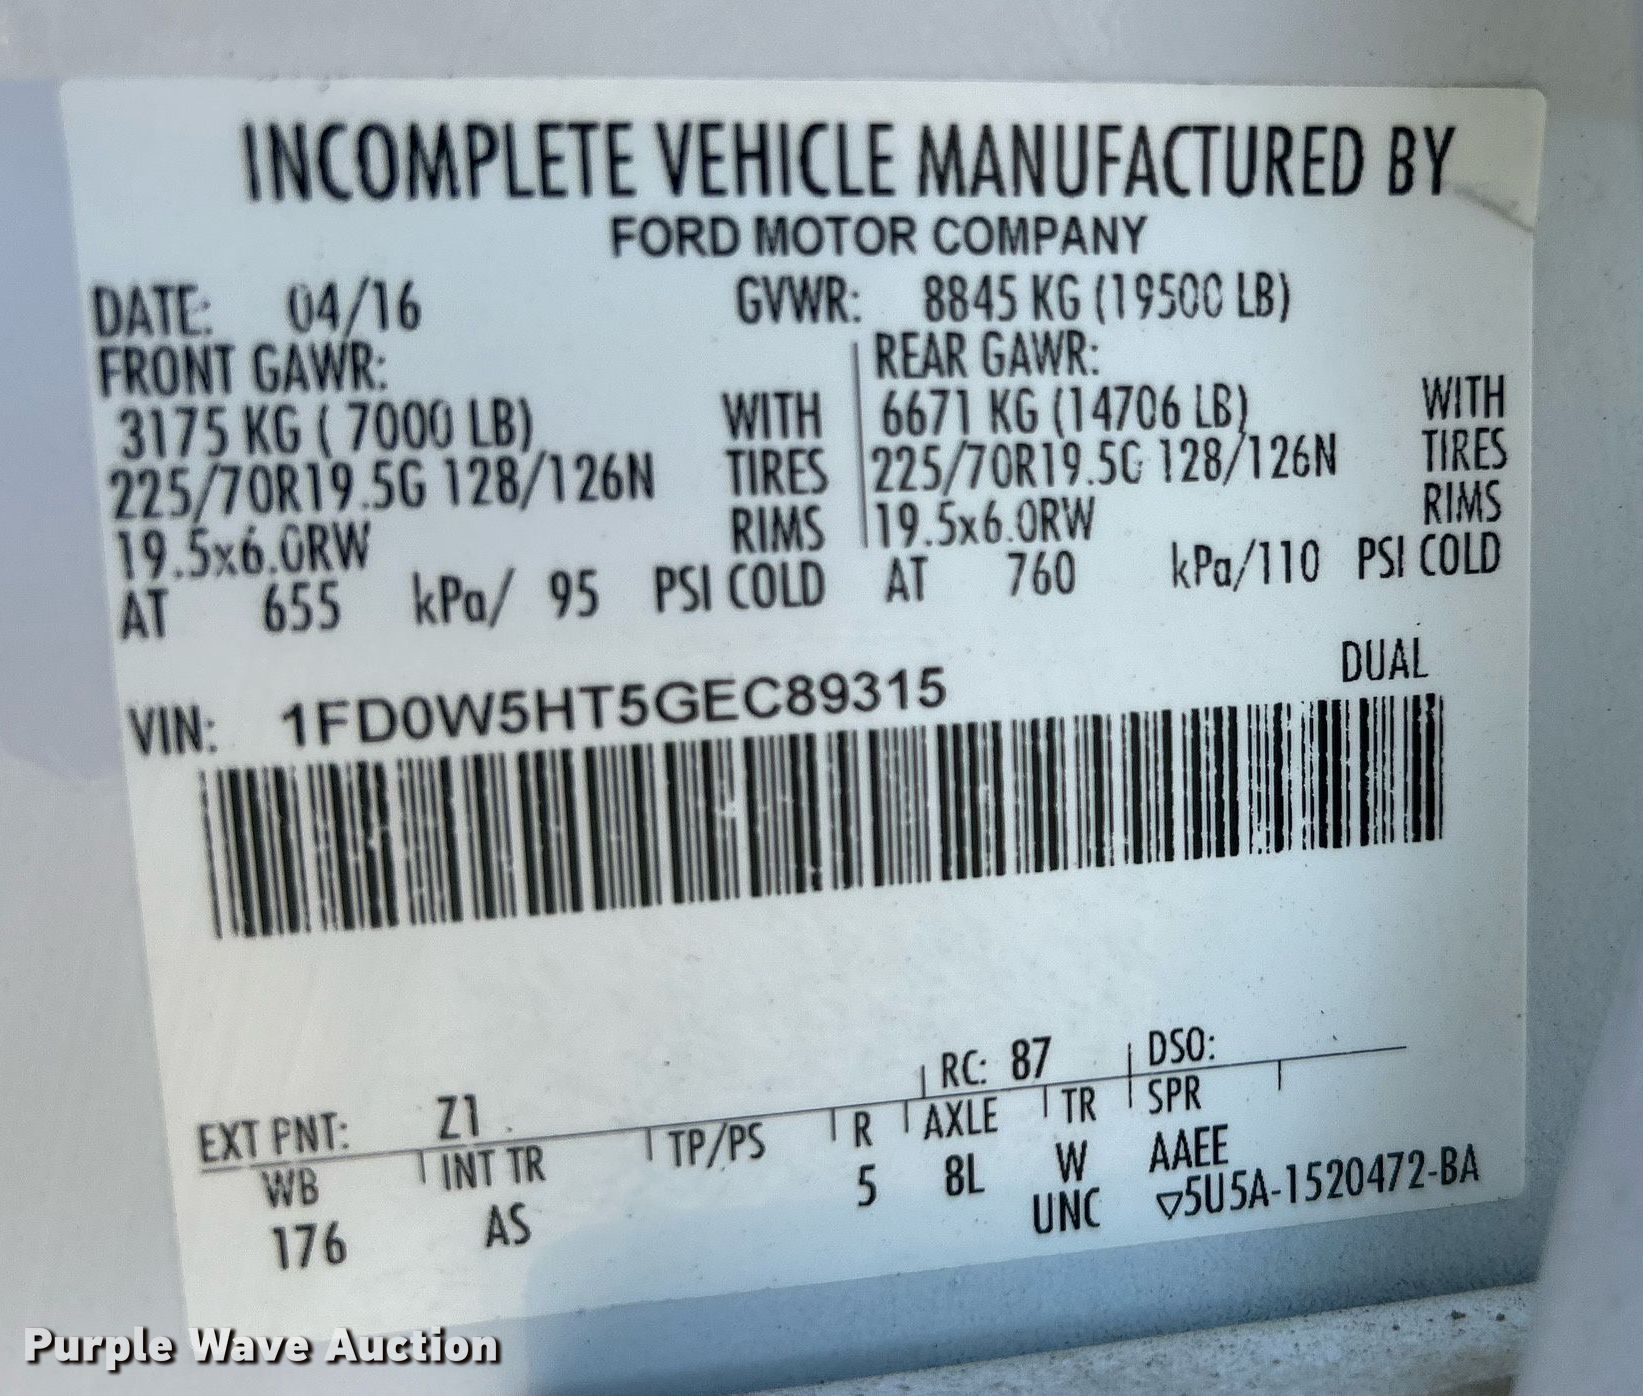 INCOMPLETE VEHICLE MANUFACTURED BY
FORD MOTOR COMPANY
DATE: 04/16 GVWR: 8845 KG (19500 LB)
FRONT GAWR: REAR GAWR:
3175 KG ( 7000 LB) WITH 6671 KG (14706 LB) WITH
225/70R19.5G 128/126N TIRES 225/70R19.5G 128/126N TIRES
19.5x6.0RW RIMS 19.5x6.0RW RIMS
AT 655 kPa/ 95 PSI COLD AT 760 kPa/110 PSI COLD
DUAL
VIN: 1FD0W5HT5GEC89315
RC: 87 DSO:
EXT PNT: Z1
WB INT TR TP/PS R AXLE TR SPR
176 AS 5 8L W AAEE
UNC ▽5U5A-1520472-BA
Purple Wave Auction